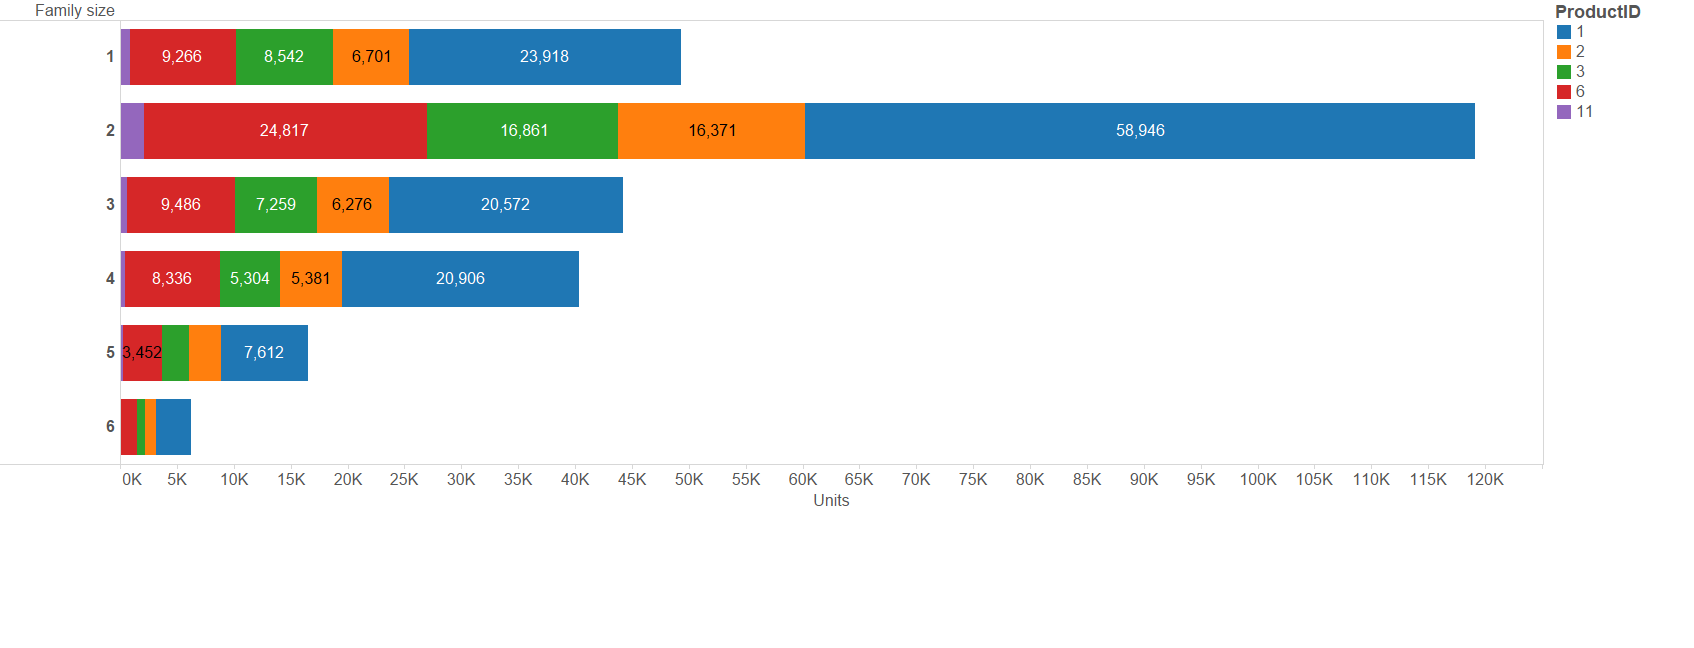 Family size
ProductID
1
2
3
6
11
1 9,266 8,542 6,701 23,918
2 24,817 16,861 16,371 58,946
3 9,486 7,259 6,276 20,572
4 8,336 5,304 5,381 20,906
5 3,452 7,612
6
0K 5K 10K 15K 20K 25K 30K 35K 40K 45K 50K 55K 60K 65K 70K 75K 80K 85K 90K 95K 100K 105K 110K 115K 120K
Units